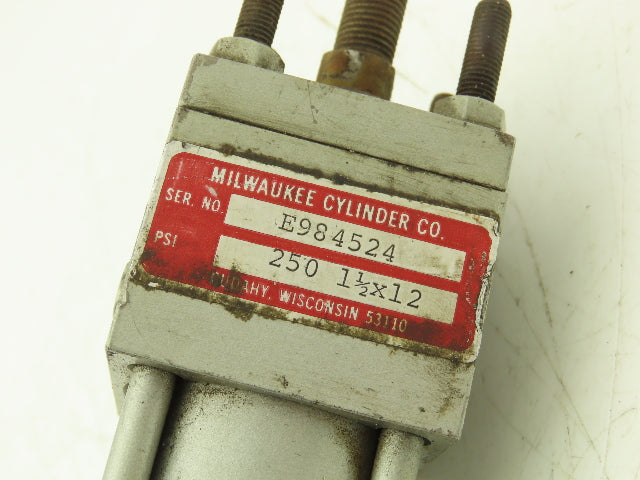 MILWAUKEE CYLINDER CO.
SER. NO. E984524
PSI 250 1½x12
WISCONSIN 53110